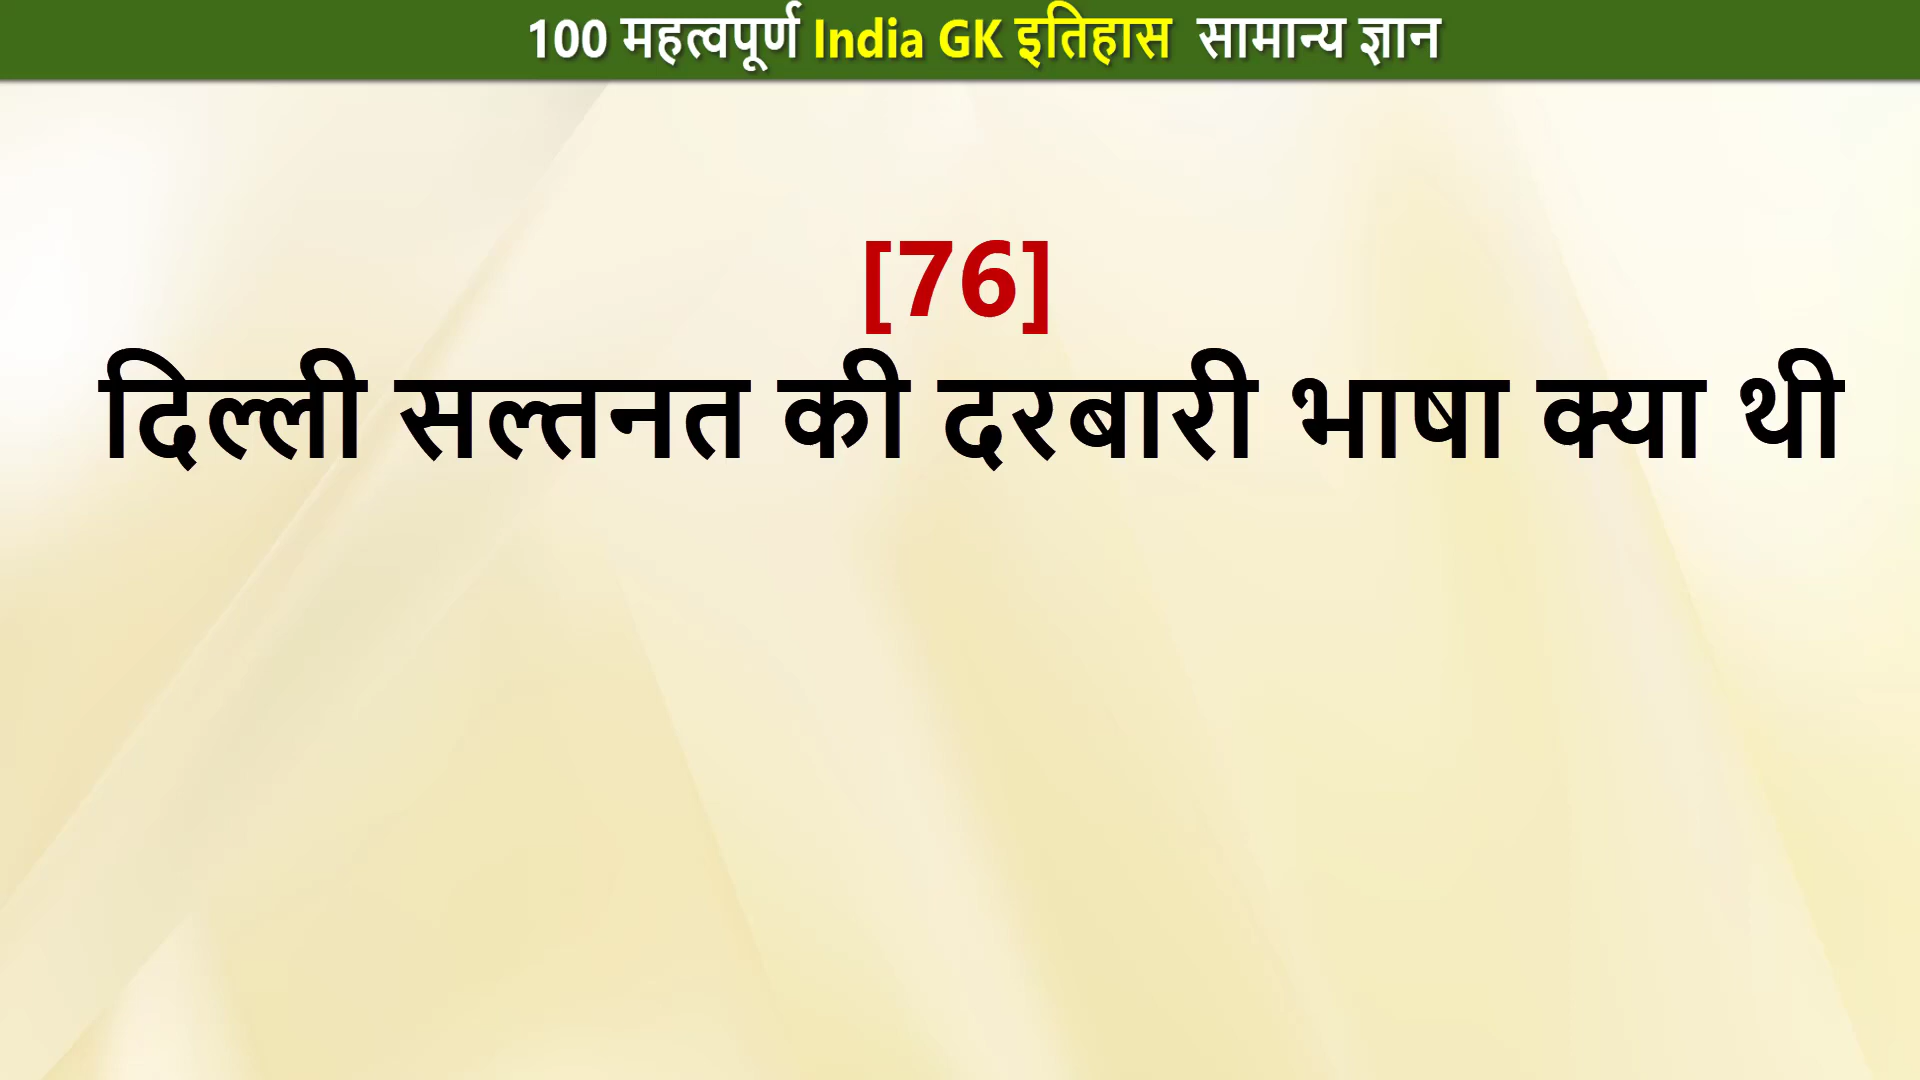 100 महत्वपूर्ण India GK इतिहास सामान्य ज्ञान
[76]
दिल्ली सल्तनत की दरबारी भाषा क्या थी